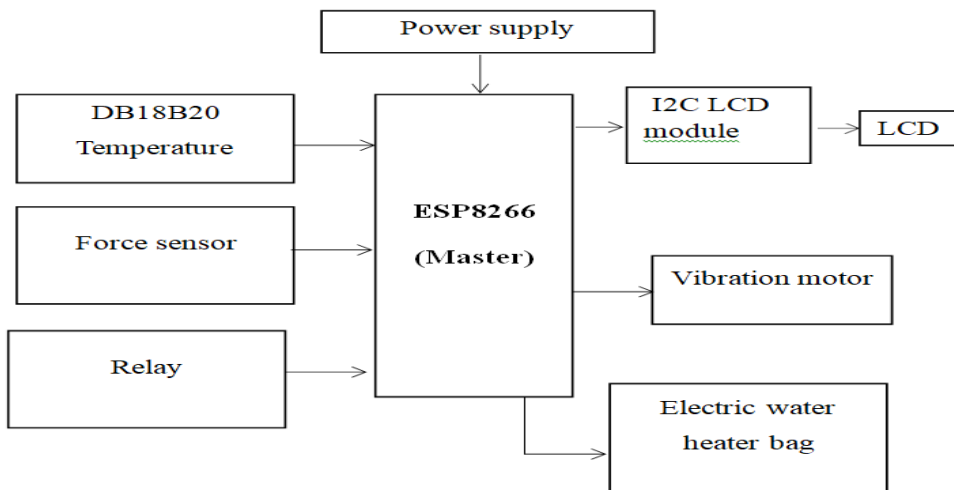 Power supply
DB18B20
Temperature
I2C LCD
module
LCD
ESP8266
(Master)
Force sensor
Vibration motor
Relay
Electric water
heater bag